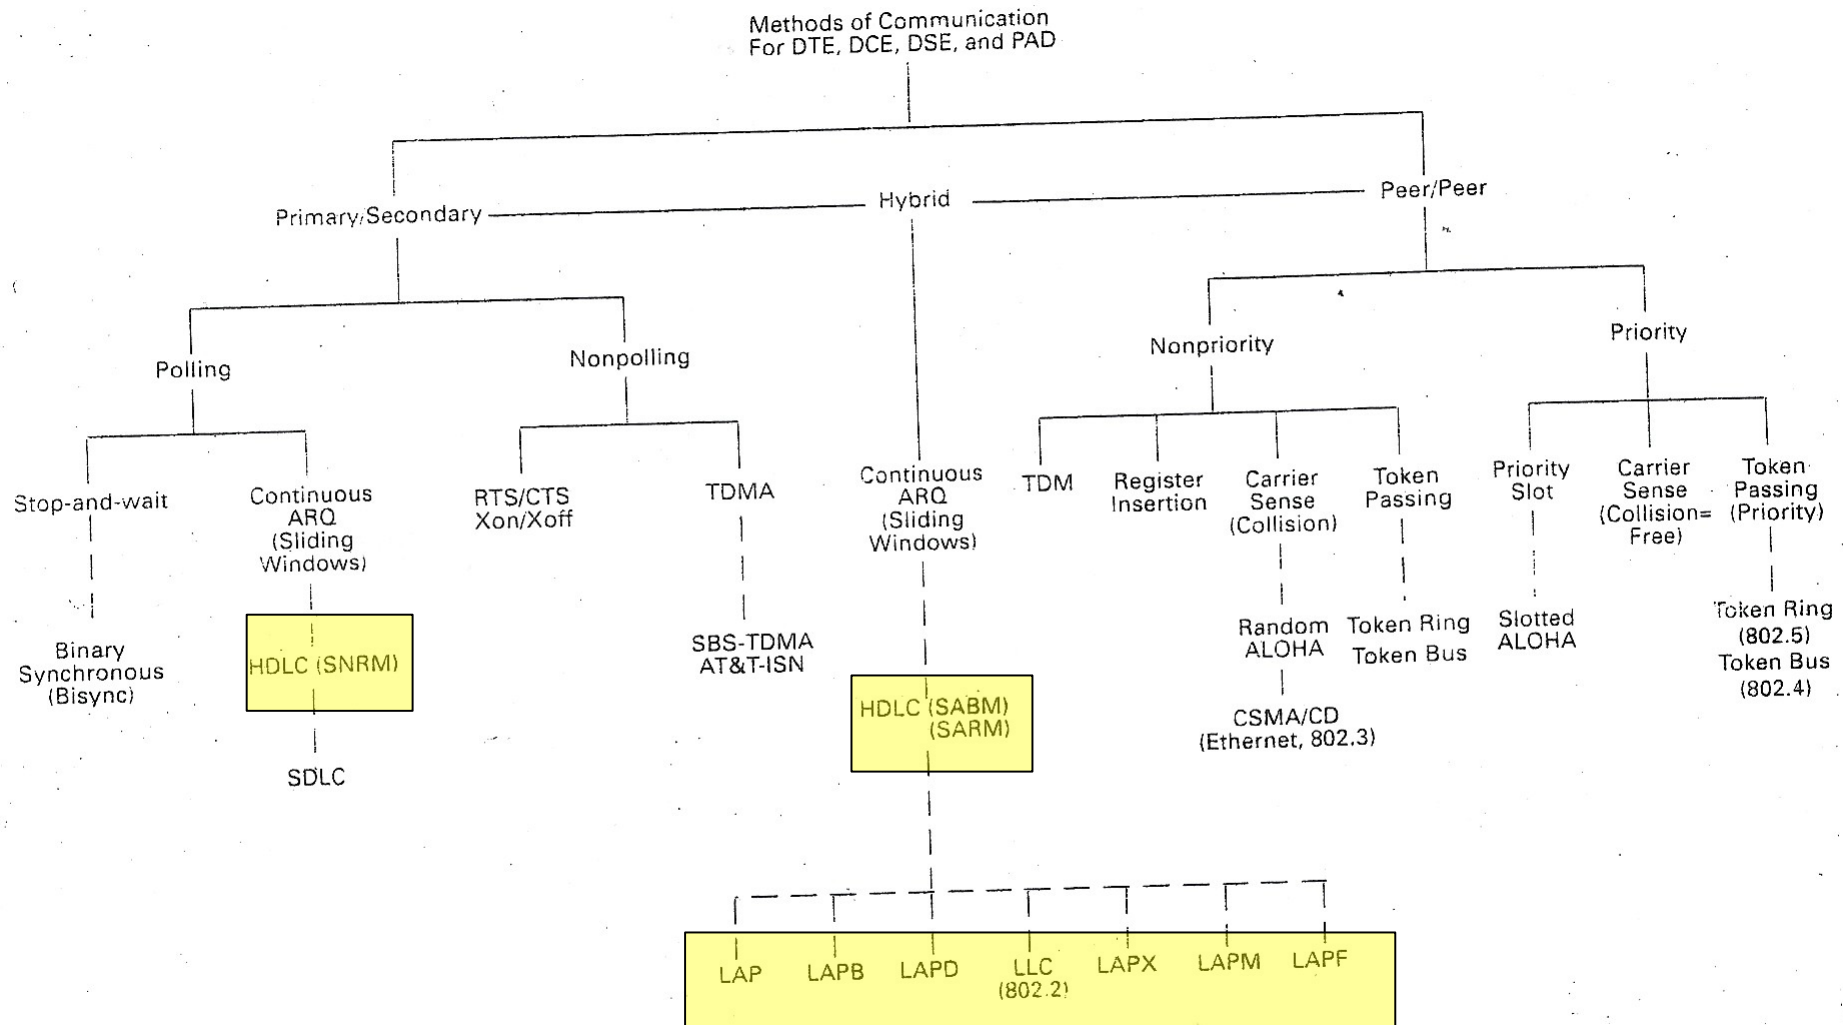 Methods of Communication
For DTE, DCE, DSE, and PAD
Primary/Secondary
Hybrid
Peer/Peer
Polling
Nonpolling
Nonpriority
Priority
Stop-and-wait
Continuous
ARQ
(Sliding
Windows)
RTS/CTS
Xon/Xoff
TDMA
Continuous
ARQ
(Sliding
Windows)
TDM
Register
Insertion
Carrier
Sense
(Collision)
Token
Passing
Priority
Slot
Carrier
Sense
(Collision=
Free)
Token
Passing
(Priority)
Binary
Synchronous
(Bisync)
HDLC (SNRM)
SDLC
SBS-TDMA
AT&T-ISN
HDLC (SABM)
(SARM)
Random
ALOHA
CSMA/CD
(Ethernet, 802.3)
Token Ring
Token Bus
Slotted
ALOHA
Token Ring
(802.5)
Token Bus
(802.4)
LAP
LAPB
LAPD
LLC
(802.2)
LAPX
LAPM
LAPF